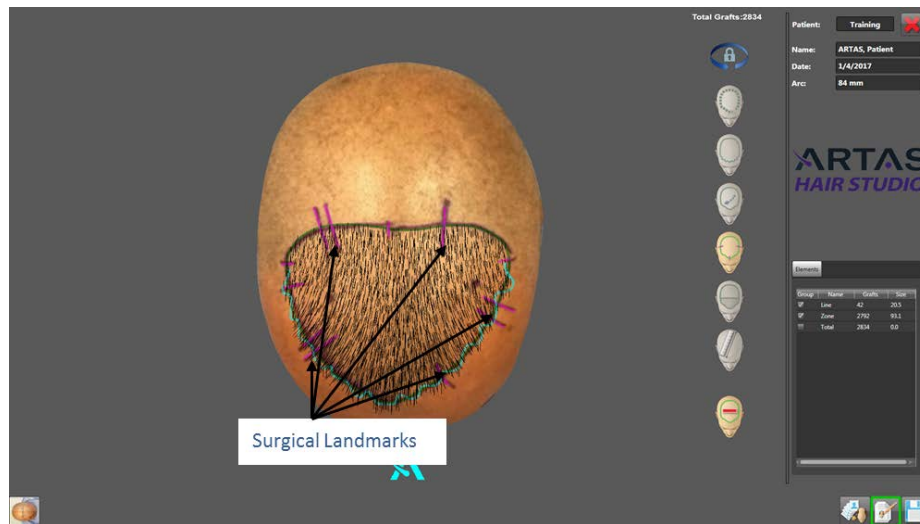 Total Grafts:2834
Patient: Training
Name: ARTAS, Patient
Date: 1/4/2017
Arc: 84 mm
ARTAS
HAIR STUDIO
Elements
Group Name Grafts Size
Line 42 20.5
Zone 2792 93.1
Total 2834 0.0
Surgical Landmarks